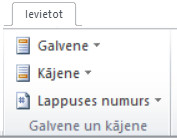 Ievietot
Galvene
Kājene
Lappuses numurs
Galvene un kājene